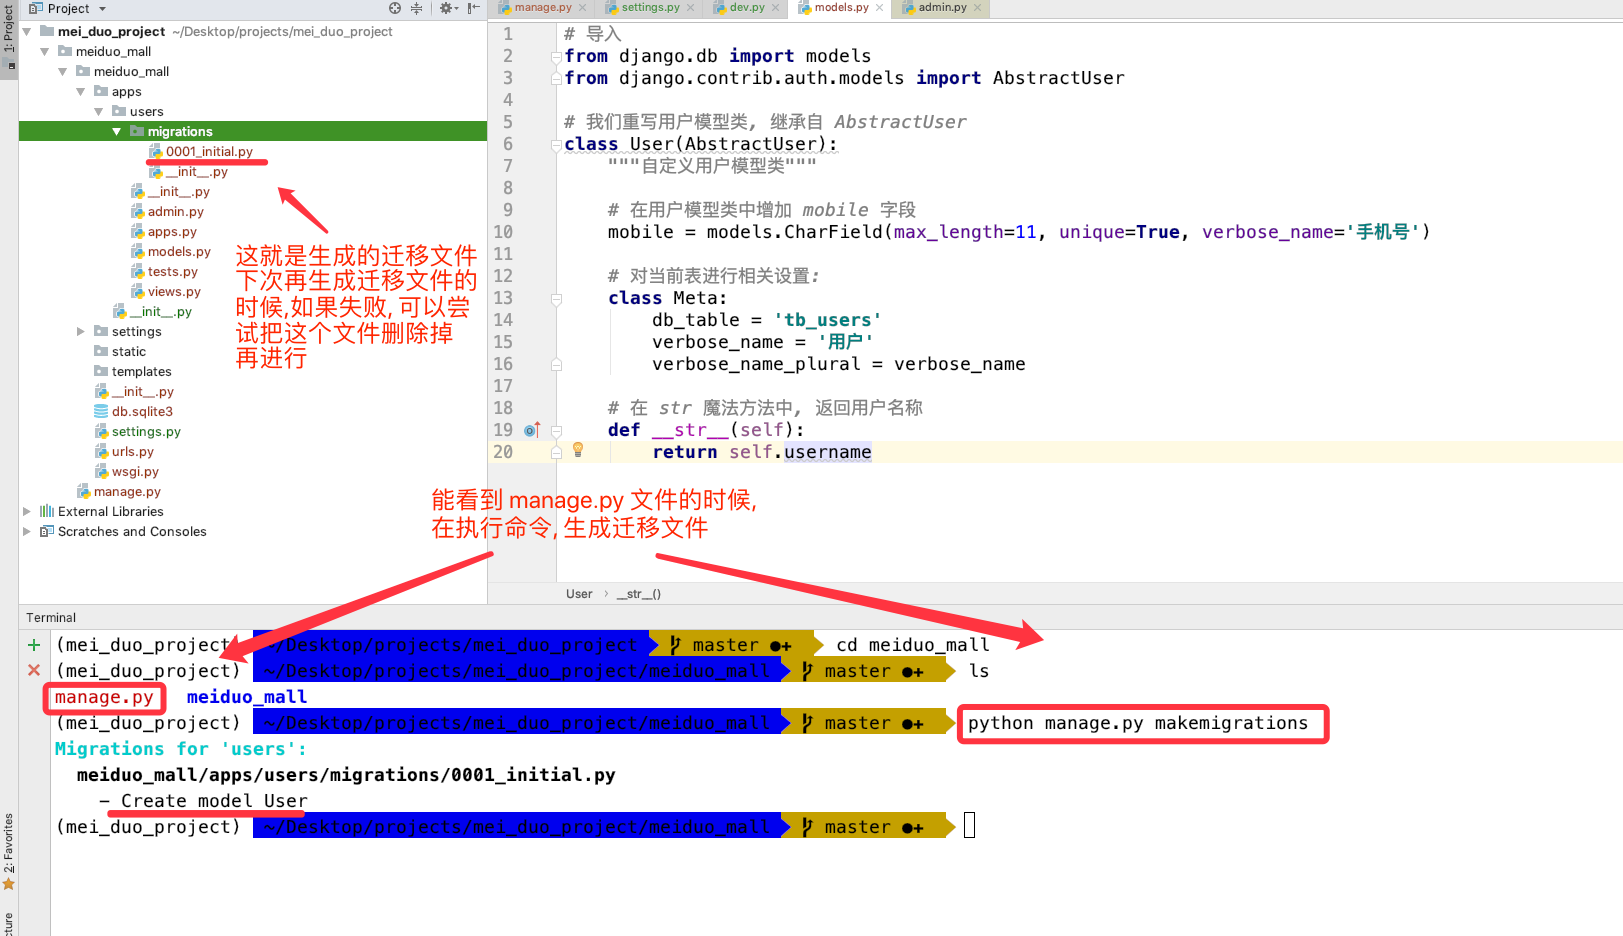 Project
manage.py
settings.py
dev.py
models.py
admin.py
1: Project
mei_duo_project ~/Desktop/projects/mei_duo_project
meiduo_mall
meiduo_mall
apps
users
migrations
0001_initial.py
__init__.py
__init__.py
admin.py
apps.py
models.py
tests.py
views.py
__init__.py
settings
static
templates
__init__.py
db.sqlite3
settings.py
urls.py
wsgi.py
manage.py
External Libraries
Scratches and Consoles
这就是生成的迁移文件
下次再生成迁移文件的
时候,如果失败, 可以尝
试把这个文件删除掉
再进行
1 # 导入
2 from django.db import models
3 from django.contrib.auth.models import AbstractUser
4
5 # 我们重写用户模型类, 继承自 AbstractUser
6 class User(AbstractUser):
7 """自定义用户模型类"""
8
9 # 在用户模型类中增加 mobile 字段
10 mobile = models.CharField(max_length=11, unique=True, verbose_name='手机号')
11
12 # 对当前表进行相关设置:
13 class Meta:
14 db_table = 'tb_users'
15 verbose_name = '用户'
16 verbose_name_plural = verbose_name
17
18 # 在 str 魔法方法中, 返回用户名称
19 def __str__(self):
20 return self.username
能看到 manage.py 文件的时候,
在执行命令, 生成迁移文件
User › __str__()
Terminal
(mei_duo_project) ~/Desktop/projects/mei_duo_project master ●+ cd meiduo_mall
(mei_duo_project) ~/Desktop/projects/mei_duo_project/meiduo_mall master ●+ ls
manage.py meiduo_mall
(mei_duo_project) ~/Desktop/projects/mei_duo_project/meiduo_mall master ●+ python manage.py makemigrations
Migrations for 'users':
meiduo_mall/apps/users/migrations/0001_initial.py
- Create model User
(mei_duo_project) ~/Desktop/projects/mei_duo_project/meiduo_mall master ●+
2: Favorites
cture